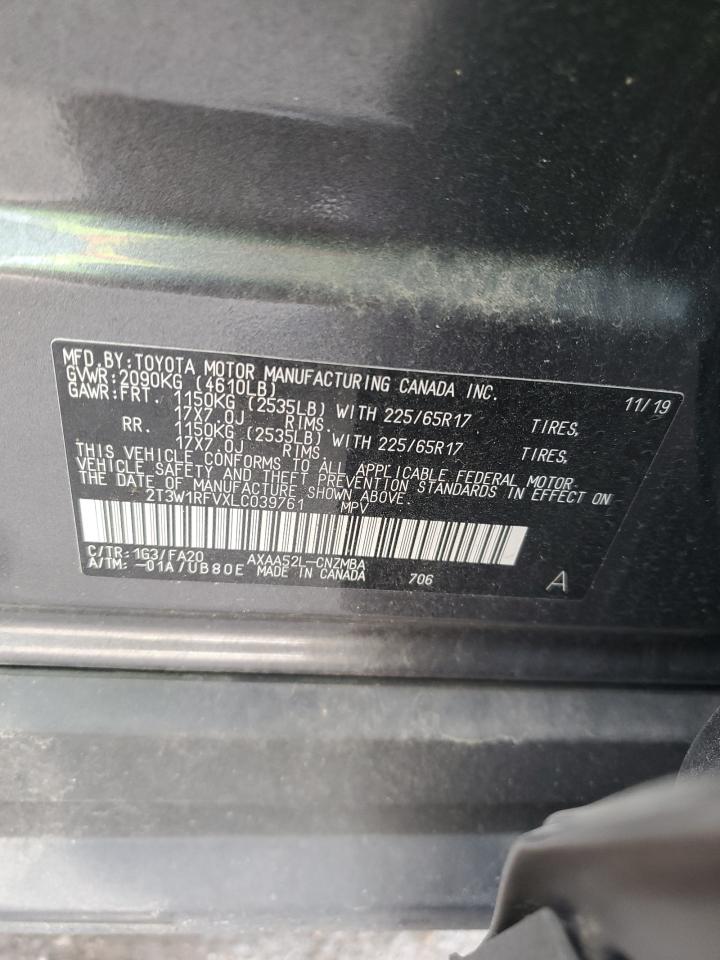 MFD.BY:TOYOTA MOTOR MANUFACTURING CANADA INC.
GVWR:2090KG (4610LB) 11/19
GAWR:FRT. 1150KG (2535LB) WITH 225/65R17 TIRES,
17X7.0J RIMS.
RR. 1150KG (2535LB) WITH 225/65R17 TIRES,
17X7.0J RIMS
THIS VEHICLE CONFORMS TO ALL APPLICABLE FEDERAL MOTOR
VEHICLE SAFETY AND THEFT PREVENTION STANDARDS IN EFFECT ON
THE DATE OF MANUFACTURE SHOWN ABOVE.
2T3W1RFVXLC039761 MPV
C/TR: 1G3/FA20 AXAA52L-CNZMBA
A/TM: -01A/UB80E MADE IN CANADA 706 A